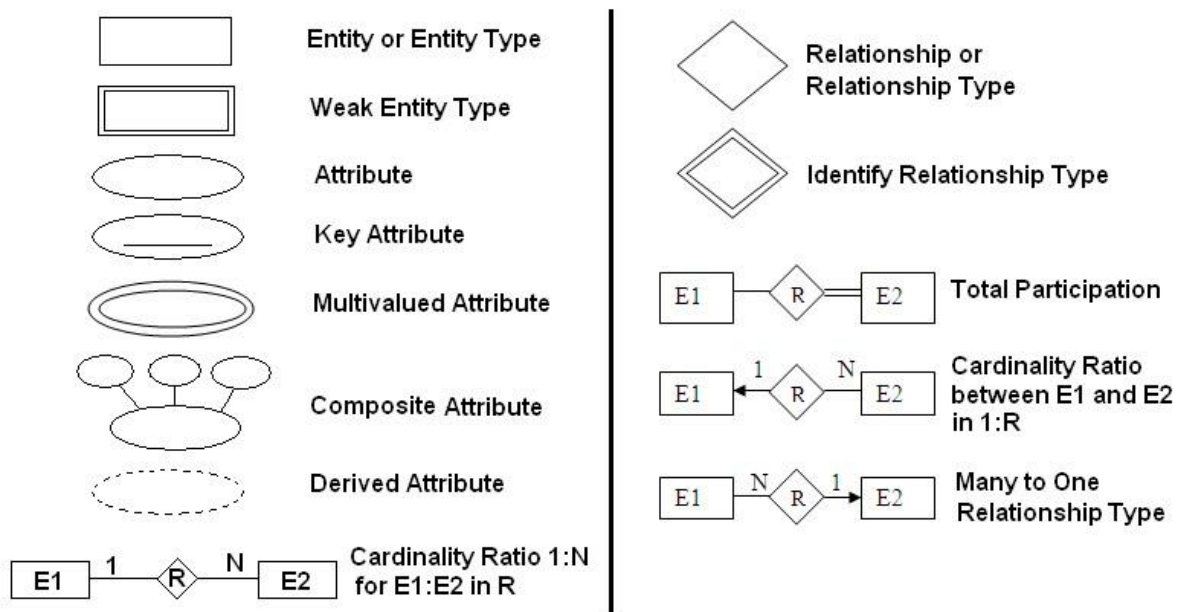 Entity or Entity Type
Weak Entity Type
Attribute
Key Attribute
Multivalued Attribute
Composite Attribute
Derived Attribute
E1 1 R N E2
Cardinality Ratio 1:N
for E1:E2 in R
Relationship or
Relationship Type
Identify Relationship Type
E1 R E2
Total Participation
E1 1 R N E2
Cardinality Ratio
between E1 and E2
in 1:R
E1 N R 1 E2
Many to One
Relationship Type